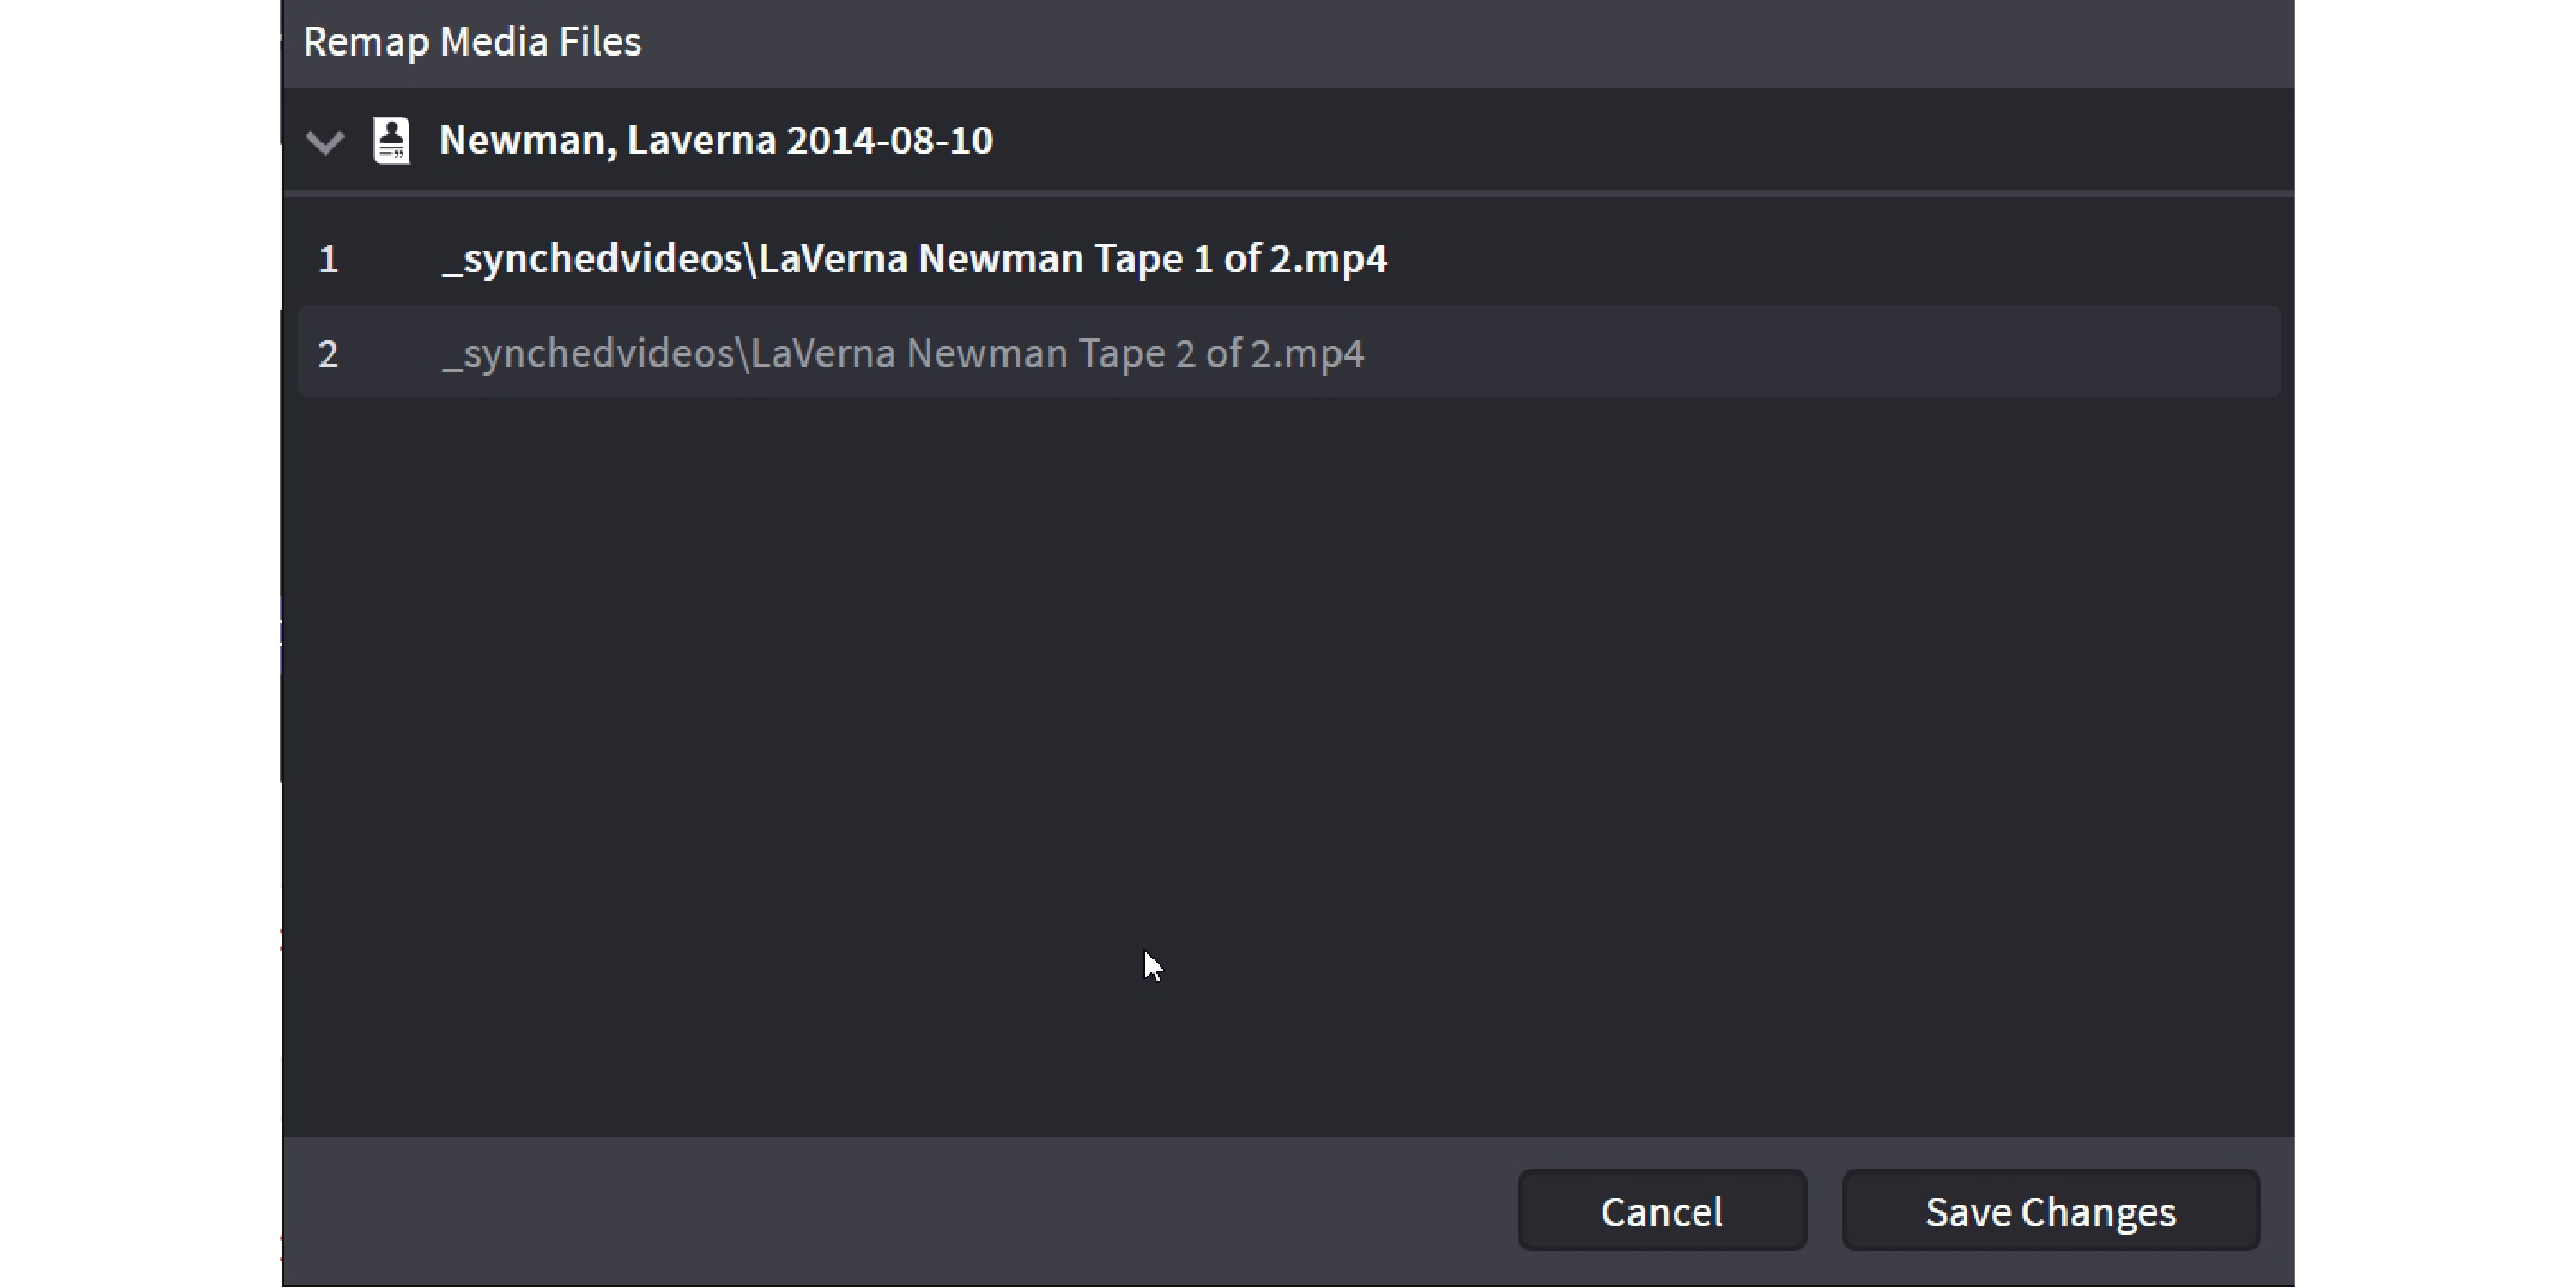 Remap Media Files
Newman, Laverna 2014-08-10
1 _synchedvideos\LaVerna Newman Tape 1 of 2.mp4
2 _synchedvideos\LaVerna Newman Tape 2 of 2.mp4
Cancel Save Changes